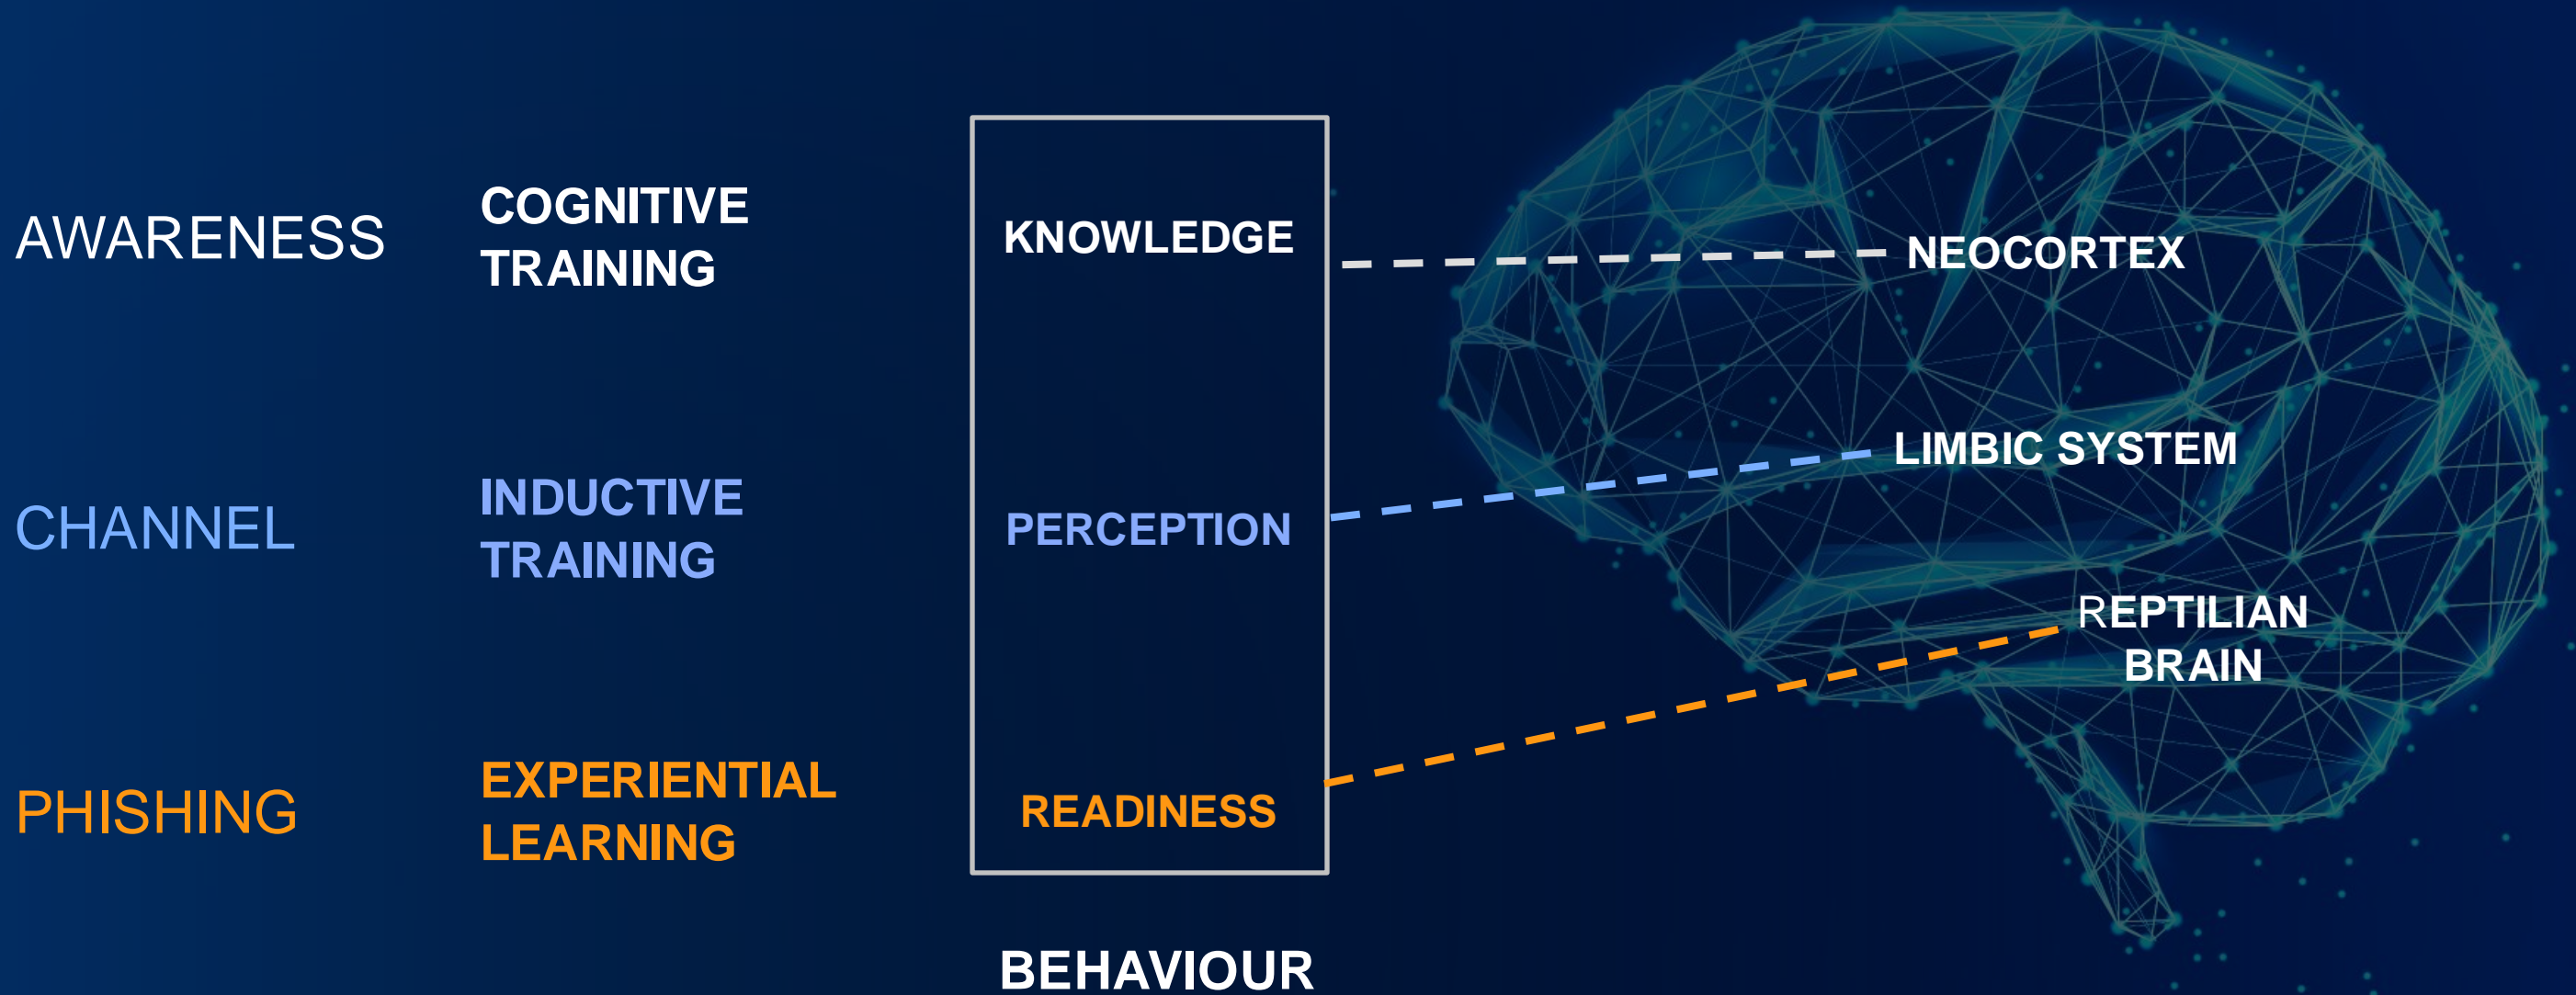 AWARENESS
COGNITIVE
TRAINING
KNOWLEDGE
NEOCORTEX
CHANNEL
INDUCTIVE
TRAINING
PERCEPTION
LIMBIC SYSTEM
PHISHING
EXPERIENTIAL
LEARNING
READINESS
REPTILIAN
BRAIN
BEHAVIOUR